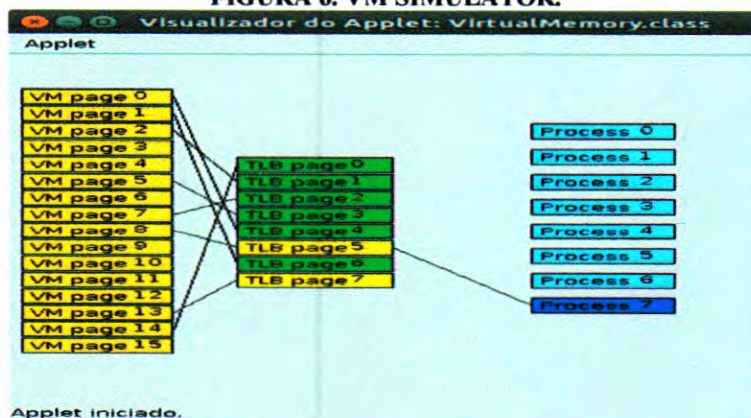 FIGURA 6. VM SIMULATOR.
Visualizador do Applet: VirtualMemory.class
Applet
VM page 0
VM page 1
VM page 2
VM page 3
VM page 4
VM page 5
VM page 6
VM page 7
VM page 8
VM page 9
VM page 10
VM page 11
VM page 12
VM page 13
VM page 14
VM page 15
TLB page 0
TLB page 1
TLB page 2
TLB page 3
TLB page 4
TLB page 5
TLB page 6
TLB page 7
Process 0
Process 1
Process 2
Process 3
Process 4
Process 5
Process 6
Process 7
Applet iniciado.